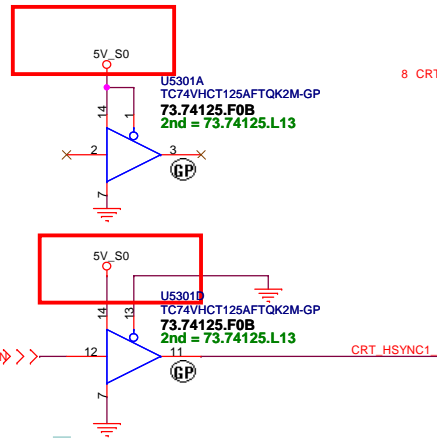 5V_S0
8 CRT
U5301A
TC74VHCT125AFTQK2M-GP
73.74125.F0B
2nd = 73.74125.L13
14
1
2
3
GP
7
5V_S0
U5301D
TC74VHCT125AFTQK2M-GP
73.74125.F0B
2nd = 73.74125.L13
14
13
12
11
CRT_HSYNC1_
GP
7